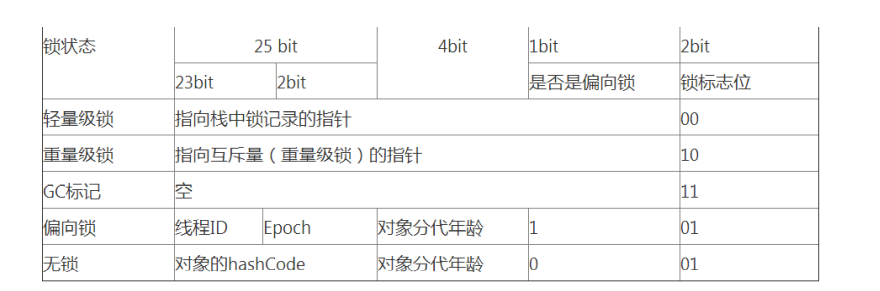 锁状态 25 bit 4bit 1bit 2bit
23bit 2bit 是否是偏向锁 锁标志位
轻量级锁 指向栈中锁记录的指针 00
重量级锁 指向互斥量（重量级锁）的指针 10
GC标记 空 11
偏向锁 线程ID Epoch 对象分代年龄 1 01
无锁 对象的hashCode 对象分代年龄 0 01